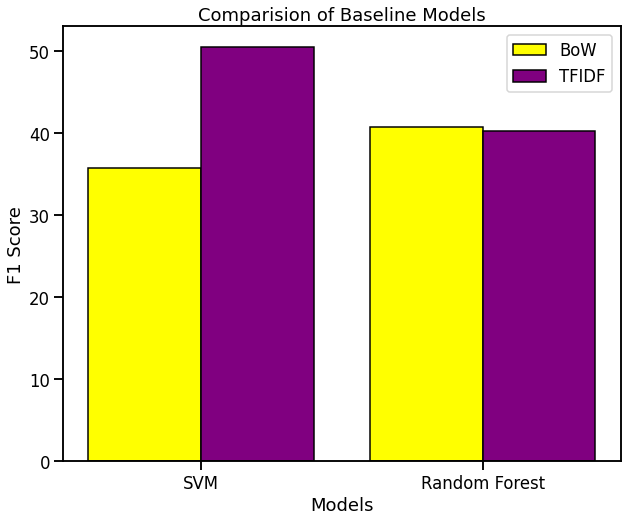 Comparision of Baseline Models
BoW
TFIDF
50
40
30
20
10
0
F1 Score
SVM
Random Forest
Models